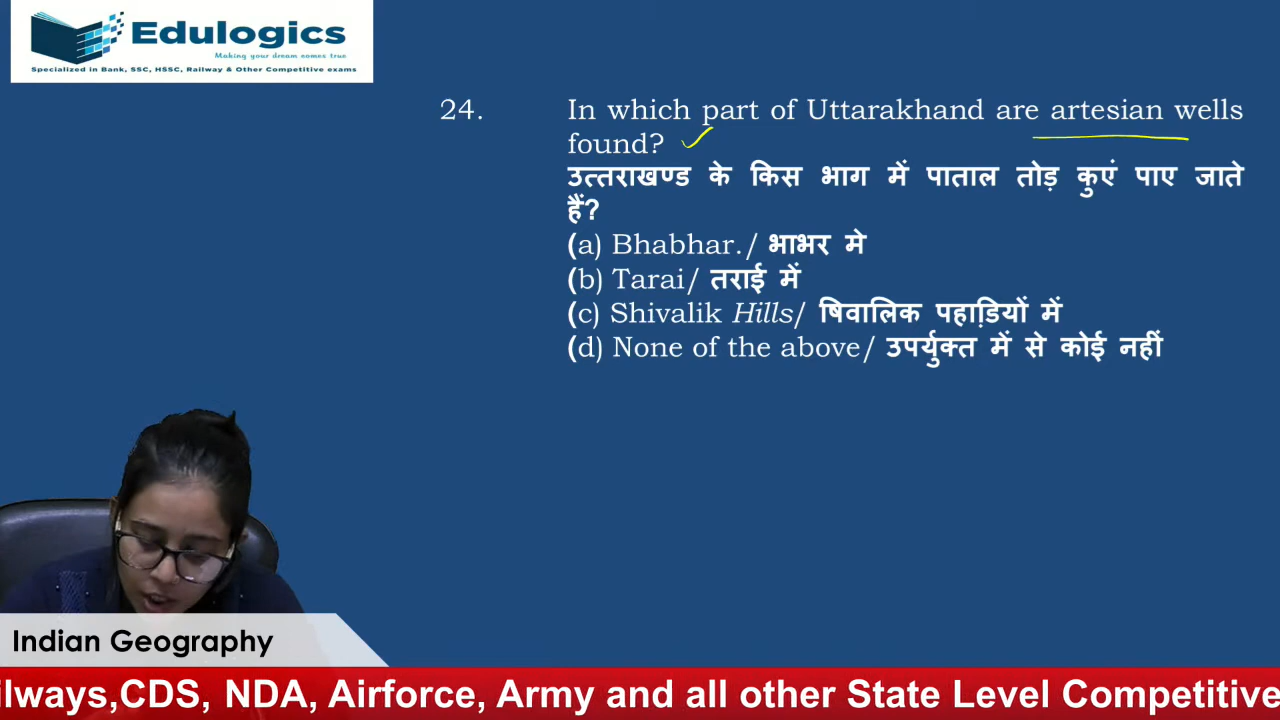 Edulogics
Making your dream comes true
Specialized in Bank, SSC, HSSC, Railway & Other Competitive exams
24. In which part of Uttarakhand are artesian wells
found?
उत्तराखण्ड के किस भाग में पाताल तोड़ कुएं पाए जाते
हैं?
(a) Bhabhar./ भाभर मे
(b) Tarai/ तराई में
(c) Shivalik Hills/ षिवालिक पहाडि़यों में
(d) None of the above/ उपर्युक्त में से कोई नहीं
Indian Geography
ilways,CDS, NDA, Airforce, Army and all other State Level Competitive